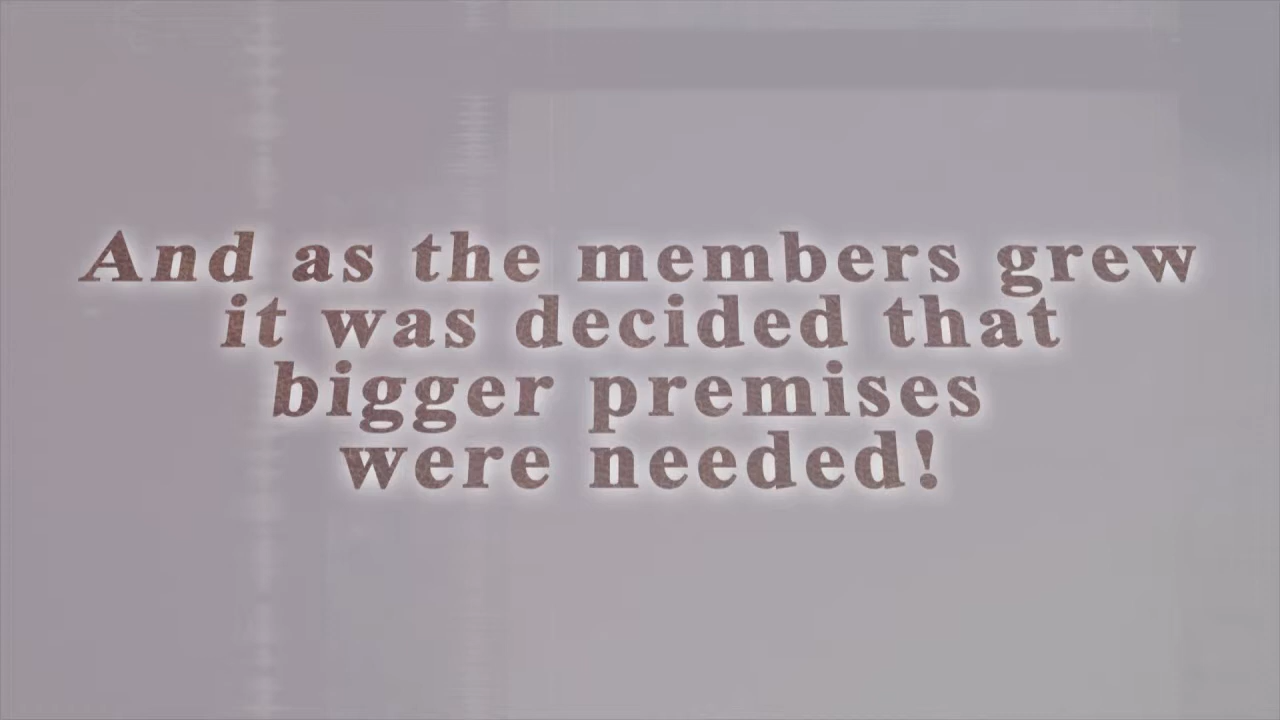 And as the members grew
it was decided that
bigger premises
were needed!